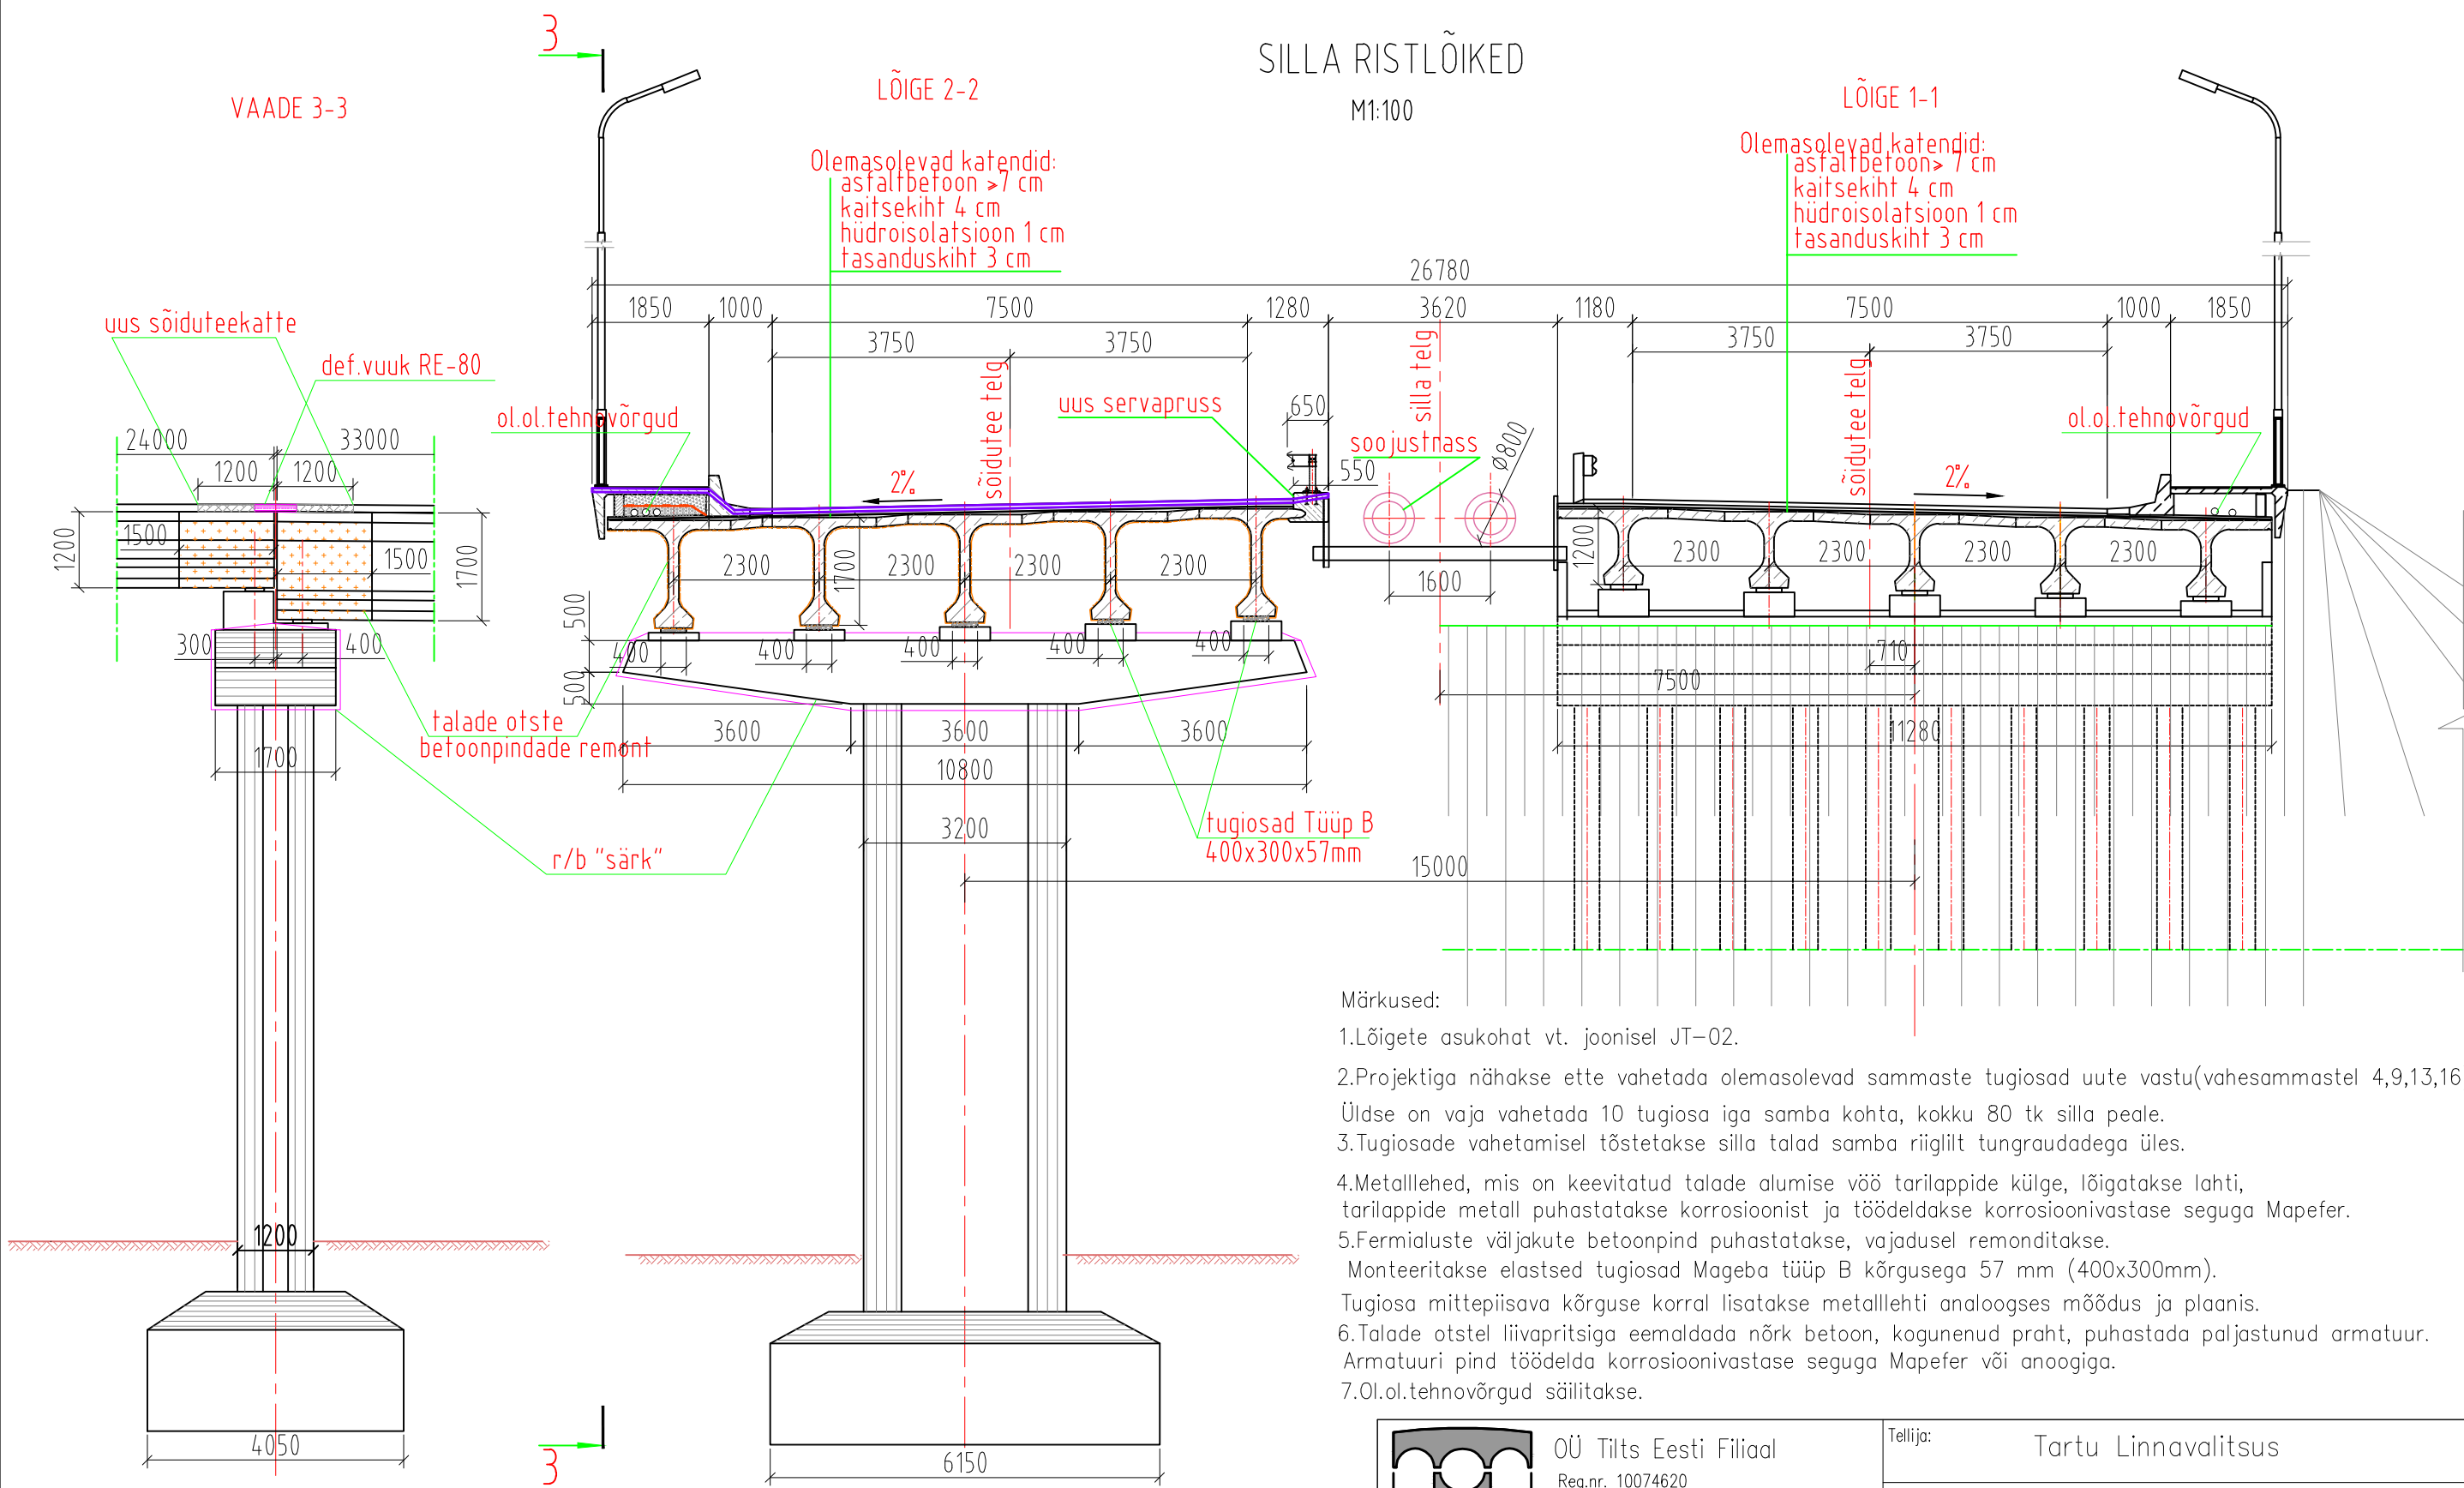 SILLA RISTLÕIKED
M1:100
3
VAADE 3-3
LÕIGE 2-2
LÕIGE 1-1
Olemasolevad katendid:
asfaltbetoon ≥7 cm
kaitsekiht 4 cm
hüdroisolatsioon 1 cm
tasanduskiht 3 cm
Olemasolevad katendid:
asfaltbetoon≥ 7 cm
kaitsekiht 4 cm
hüdroisolatsioon 1 cm
tasanduskiht 3 cm
26780
1850
1000
7500
1280
3620
1180
7500
1000
1850
3750
3750
3750
3750
uus sõiduteekatte
def.vuuk RE-80
ol.ol.tehnovõrgud
sõidutee telg
uus servapruss
650
silla telg
soojustrass
550
⌀800
sõidutee telg
ol.ol.tehnovõrgud
2%
2%
24000
33000
1200
1200
1200
1500
1500
1700
300
400
1700
talade otste
betoonpindade remont
r/b "särk"
1200
4050
2300
2300
2300
2300
1700
500
500
400
400
400
400
400
3600
3600
3600
10800
3200
6150
tugiosad Tüüp B
400x300x57mm
1600
1200
2300
2300
2300
2300
710
7500
11280
15000
3
Märkused:
1.Lõigete asukohat vt. joonisel JT-02.
2.Projektiga nähakse ette vahetada olemasolevad sammaste tugiosad uute vastu(vahesammastel 4,9,13,16
Üldse on vaja vahetada 10 tugiosa iga samba kohta, kokku 80 tk silla peale.
3.Tugiosade vahetamisel tõstetakse silla talad samba riiglilt tungraudadega üles.
4.Metalllehed, mis on keevitatud talade alumise vöö tarilappide külge, lõigatakse lahti,
tarilappide metall puhastatakse korrosioonist ja töödeldakse korrosioonivastase seguga Mapefer.
5.Fermialuste väljakute betoonpind puhastatakse, vajadusel remonditakse.
Monteeritakse elastsed tugiosad Mageba tüüp B kõrgusega 57 mm (400x300mm).
Tugiosa mittepiisava kõrguse korral lisatakse metalllehti analoogses mõõdus ja plaanis.
6.Talade otstel liivapritsiga eemaldada nõrk betoon, kogunenud praht, puhastada paljastunud armatuur.
Armatuuri pind töödelda korrosioonivastase seguga Mapefer või anoogiga.
7.Ol.ol.tehnovõrgud säilitakse.
OÜ Tilts Eesti Filiaal
Reg.nr. 10074620
Tellija:
Tartu Linnavalitsus